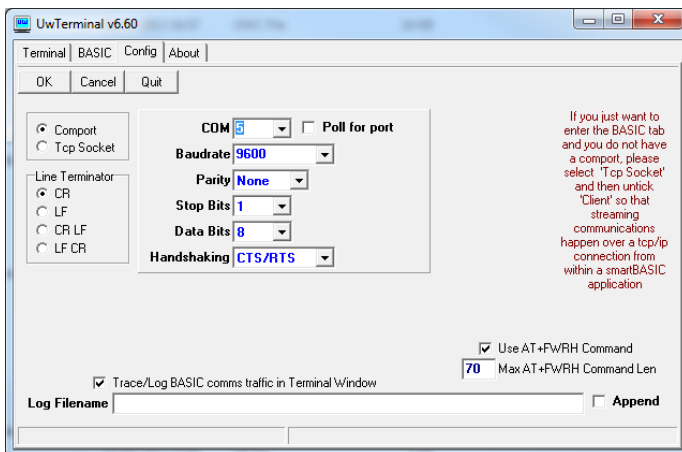 UwTerminal v6.60
Terminal BASIC Config About
OK Cancel Quit
Comport
Tcp Socket
Line Terminator
CR
LF
CR LF
LF CR
COM 5 Poll for port
Baudrate 9600
Parity None
Stop Bits 1
Data Bits 8
Handshaking CTS/RTS
If you just want to
enter the BASIC tab
and you do not have
a comport, please
select 'Tcp Socket'
and then untick
'Client' so that
streaming
communications
happen over a tcp/ip
connection from
within a smartBASIC
application
Use AT+FWRH Command
70 Max AT+FWRH Command Len
Trace/Log BASIC comms traffic in Terminal Window
Log Filename Append